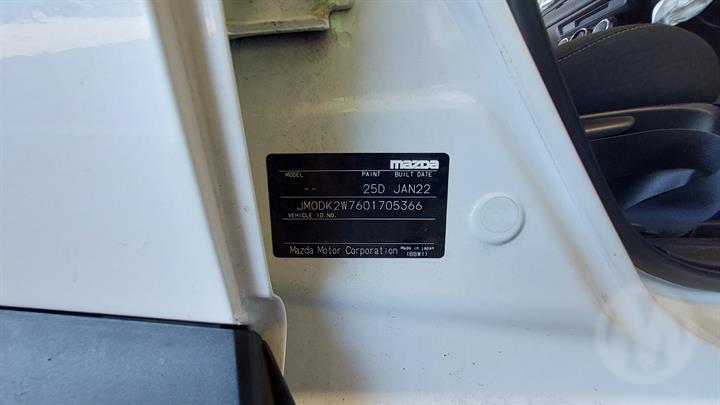 mazda
MODEL PAINT BUILT DATE
-- 25D JAN22
JM0DK2W7601705366
VEHICLE ID.NO.
Mazda Motor Corporation Made in japan
(BBW1)
M